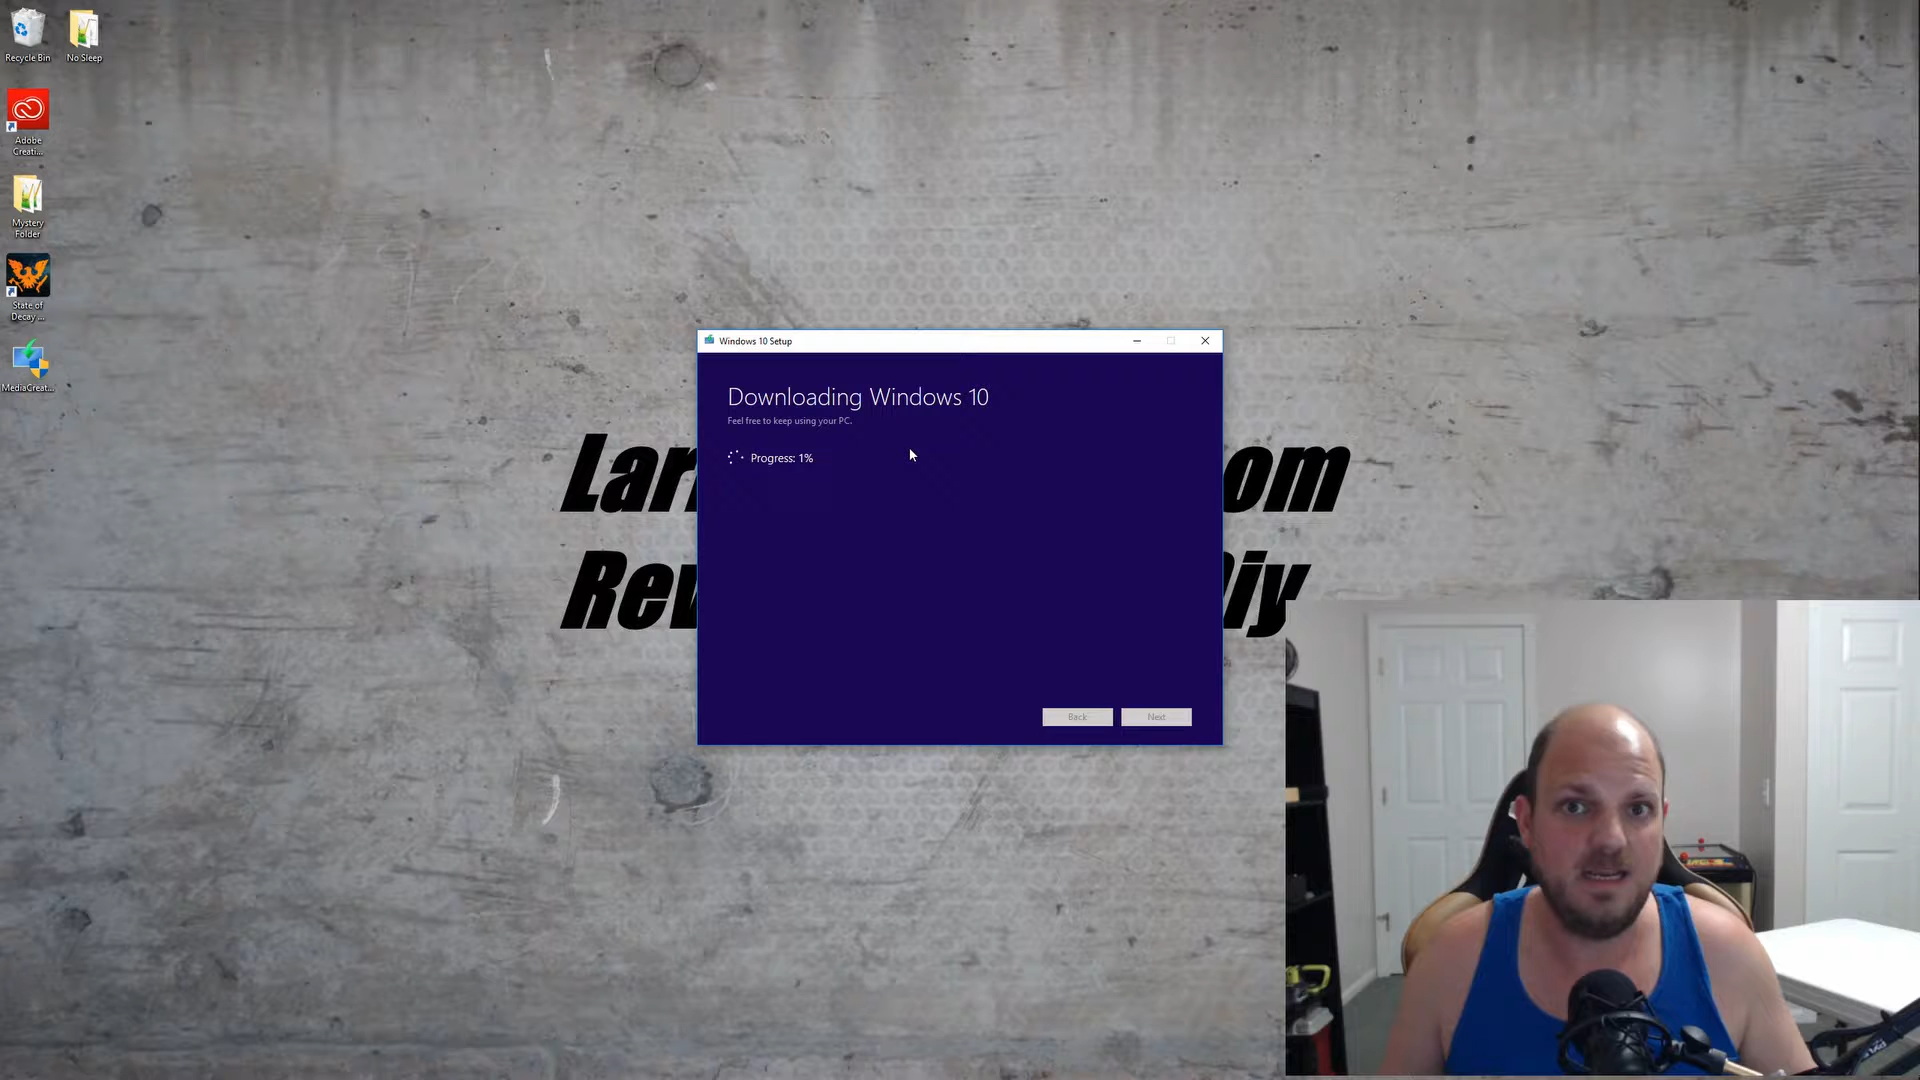 Recycle Bin
No Sleep
Adobe
Creati...
Mystery
Folder
State of
Decay ...
MediaCreat...
Windows 10 Setup
Downloading Windows 10
Feel free to keep using your PC.
Progress: 1%
Lar
om
Rev
Diy
Back
Next